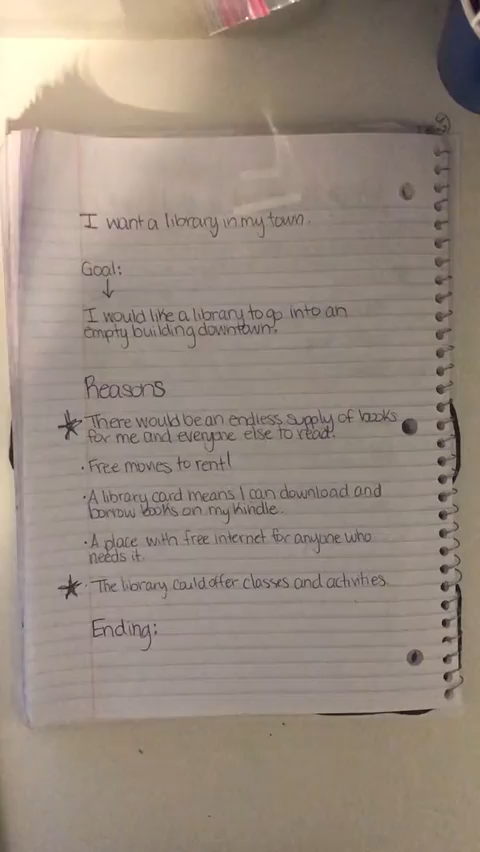 I want a library in my town.
Goal:
↓
I would like a library to go into an
empty building downtown.
Reasons
★ · There would be an endless supply of books
for me and everyone else to read.
· Free movies to rent!
· A library card means I can download and
borrow books on my Kindle.
· A place with free internet for anyone who
needs it.
★ · The library could offer classes and activities.
Ending: